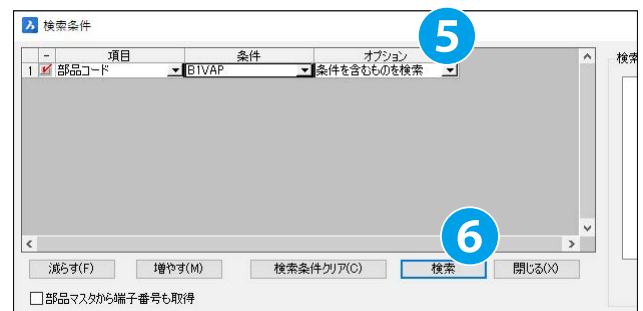 検索条件
5
- 項目 条件 オプション
検索
1 部品コード B1VAP 条件を含むものを検索
6
減らす(F) 増やす(M) 検索条件クリア(C) 検索 閉じる(X)
部品マスタから端子番号も取得